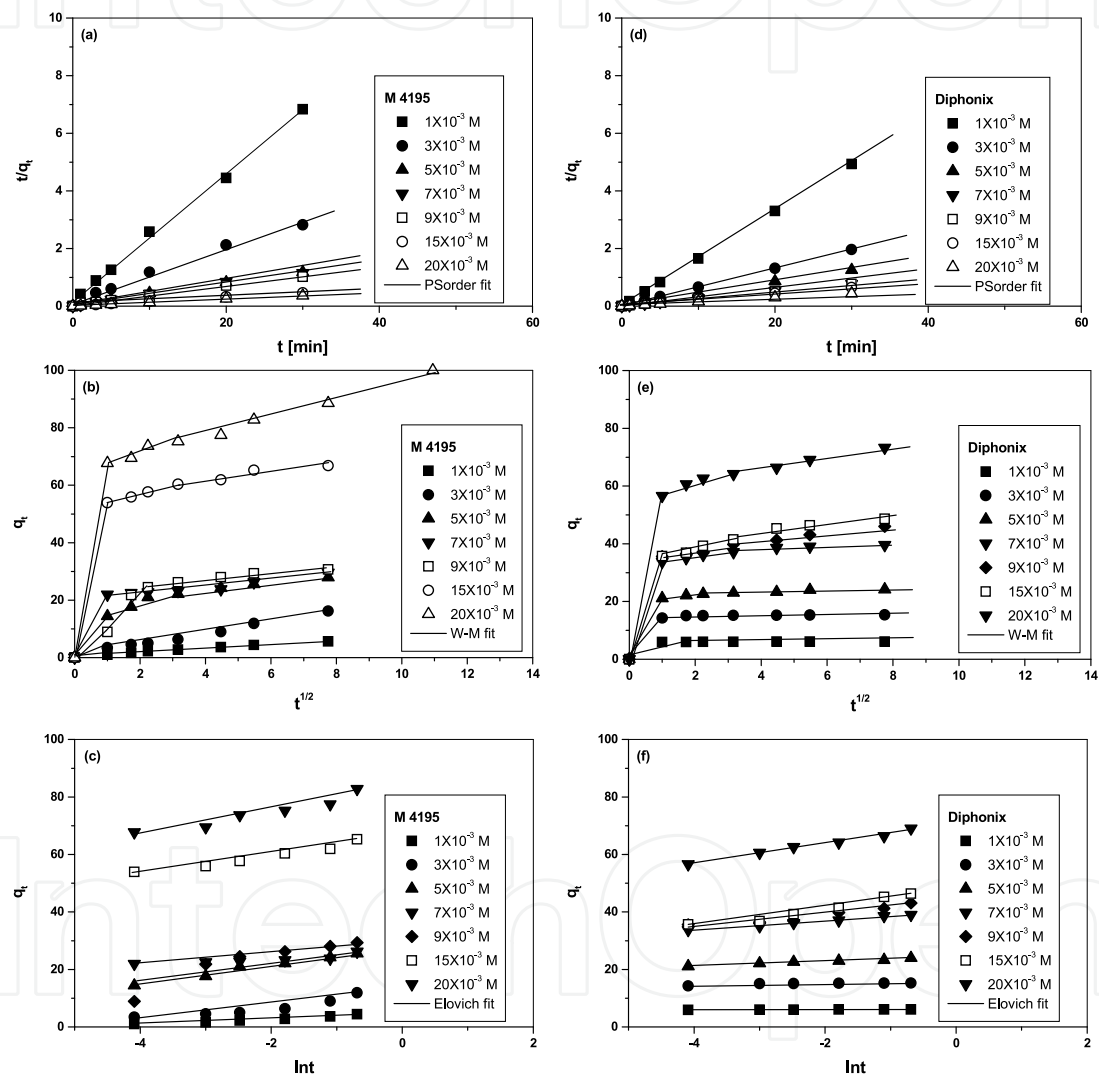 (a)
t/qt
10
8
6
4
2
0
0 20 40 60
t [min]
M 4195
1X10⁻³ M
3X10⁻³ M
5X10⁻³ M
7X10⁻³ M
9X10⁻³ M
15X10⁻³ M
20X10⁻³ M
PSorder fit
(d)
t/qt
10
8
6
4
2
0
0 20 40 60
t [min]
Diphonix
1X10⁻³ M
3X10⁻³ M
5X10⁻³ M
7X10⁻³ M
9X10⁻³ M
15X10⁻³ M
20X10⁻³ M
PSorder fit
(b)
qt
100
80
60
40
20
0
0 2 4 6 8 10 12 14
t1/2
M 4195
1X10⁻³ M
3X10⁻³ M
5X10⁻³ M
7X10⁻³ M
9X10⁻³ M
15X10⁻³ M
20X10⁻³ M
W-M fit
(e)
qt
100
80
60
40
20
0
0 2 4 6 8 10 12 14
t1/2
Diphonix
1X10⁻³ M
3X10⁻³ M
5X10⁻³ M
7X10⁻³ M
9X10⁻³ M
15X10⁻³ M
20X10⁻³ M
W-M fit
(c)
qt
100
80
60
40
20
0
-4 -2 0 2
lnt
M 4195
1X10⁻³ M
3X10⁻³ M
5X10⁻³ M
7X10⁻³ M
9X10⁻³ M
15X10⁻³ M
20X10⁻³ M
Elovich fit
(f)
qt
100
80
60
40
20
0
-4 -2 0 2
lnt
Diphonix
1X10⁻³ M
3X10⁻³ M
5X10⁻³ M
7X10⁻³ M
9X10⁻³ M
15X10⁻³ M
20X10⁻³ M
Elovich fit